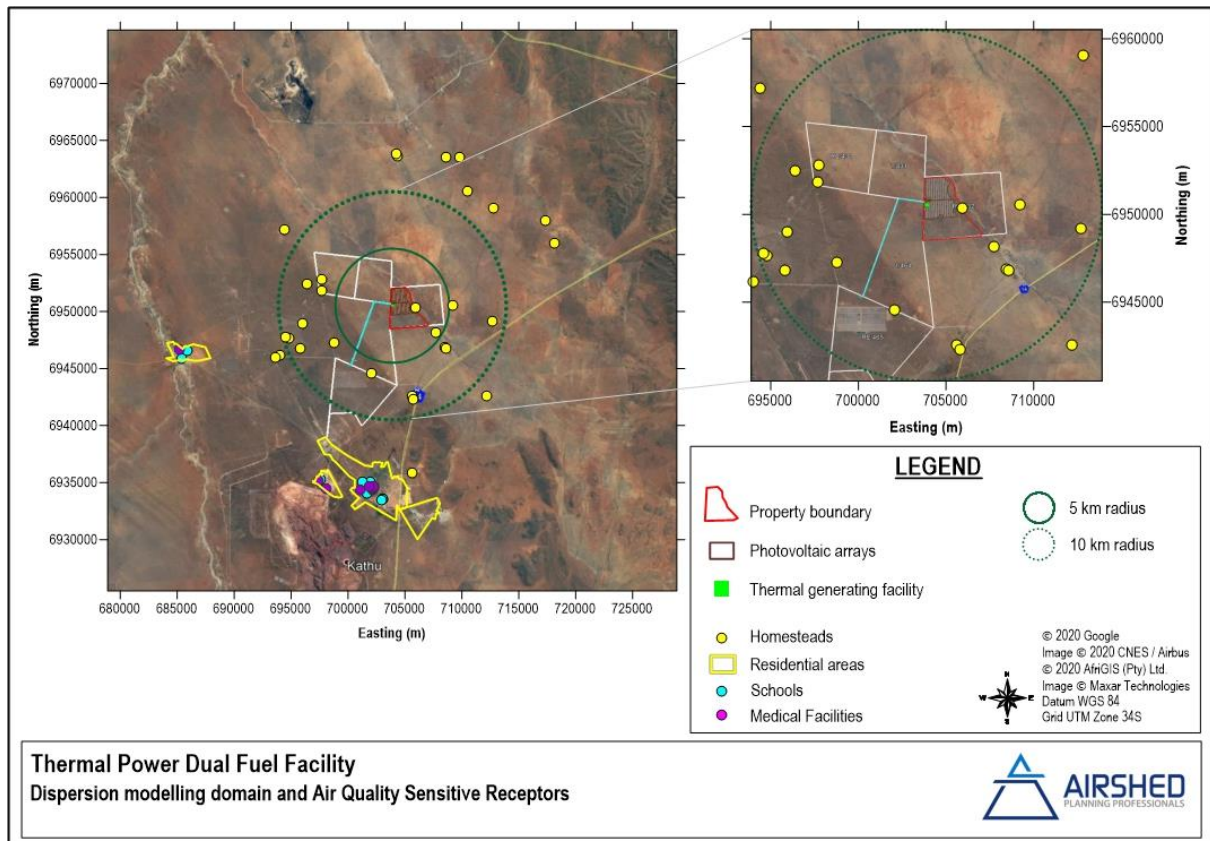 6970000
6965000
6960000
6955000
6950000
6945000
6940000
6935000
6930000
Northing (m)
Kathu
680000 685000 690000 695000 700000 705000 710000 715000 720000 725000
Easting (m)
6960000
6955000
6950000
6945000
Northing (m)
695000 700000 705000 710000
Easting (m)
LEGEND
Property boundary
Photovoltaic arrays
Thermal generating facility
Homesteads
Residential areas
Schools
Medical Facilities
5 km radius
10 km radius
© 2020 Google
Image © 2020 CNES / Airbus
© 2020 AfriGIS (Pty) Ltd.
Image © Maxar Technologies
Datum WGS 84
Grid UTM Zone 34S
N
W E
S
Thermal Power Dual Fuel Facility
Dispersion modelling domain and Air Quality Sensitive Receptors
AIRSHED
PLANNING PROFESSIONALS